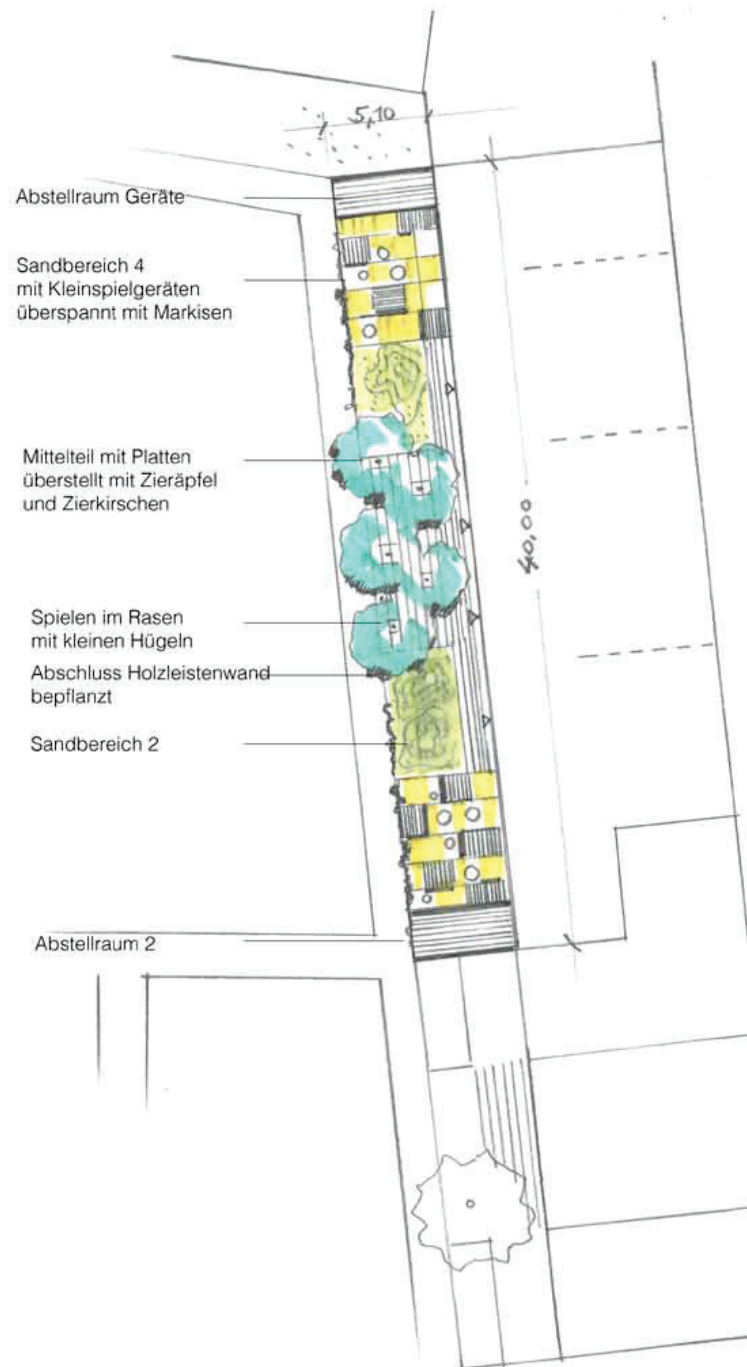 5,10
Abstellraum Geräte
Sandbereich 4
mit Kleinspielgeräten
überspannt mit Markisen
Mittelteil mit Platten
überstellt mit Zieräpfel
und Zierkirschen
40,00
Spielen im Rasen
mit kleinen Hügeln
Abschluss Holzleistenwand
bepflanzt
Sandbereich 2
Abstellraum 2